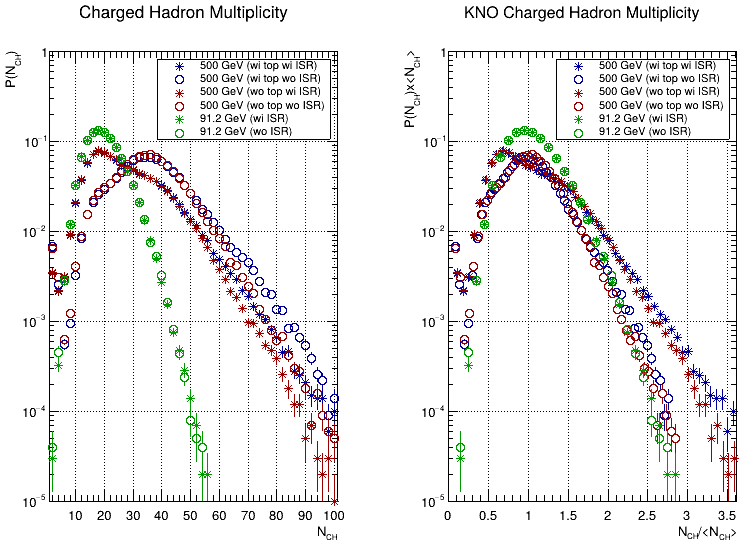 Charged Hadron Multiplicity
P(N_CH)
1
10^-1
10^-2
10^-3
10^-4
10^-5
500 GeV (wi top wi ISR)
500 GeV (wi top wo ISR)
500 GeV (wo top wi ISR)
500 GeV (wo top wo ISR)
91.2 GeV (wi ISR)
91.2 GeV (wo ISR)
10 20 30 40 50 60 70 80 90 100
N_CH
KNO Charged Hadron Multiplicity
P(N_CH)x<N_CH>
1
10^-1
10^-2
10^-3
10^-4
10^-5
500 GeV (wi top wi ISR)
500 GeV (wi top wo ISR)
500 GeV (wo top wi ISR)
500 GeV (wo top wo ISR)
91.2 GeV (wi ISR)
91.2 GeV (wo ISR)
0 0.5 1 1.5 2 2.5 3 3.5
N_CH/<N_CH>